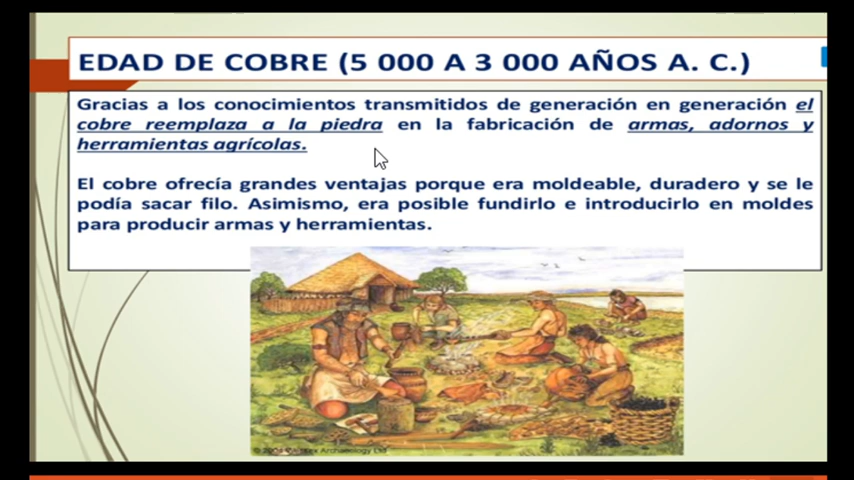 EDAD DE COBRE (5 000 A 3 000 AÑOS A. C.)
Gracias a los conocimientos transmitidos de generación en generación el
cobre reemplaza a la piedra en la fabricación de armas, adornos y
herramientas agrícolas.
El cobre ofrecía grandes ventajas porque era moldeable, duradero y se le
podía sacar filo. Asimismo, era posible fundirlo e introducirlo en moldes
para producir armas y herramientas.
Archaeology Ltd